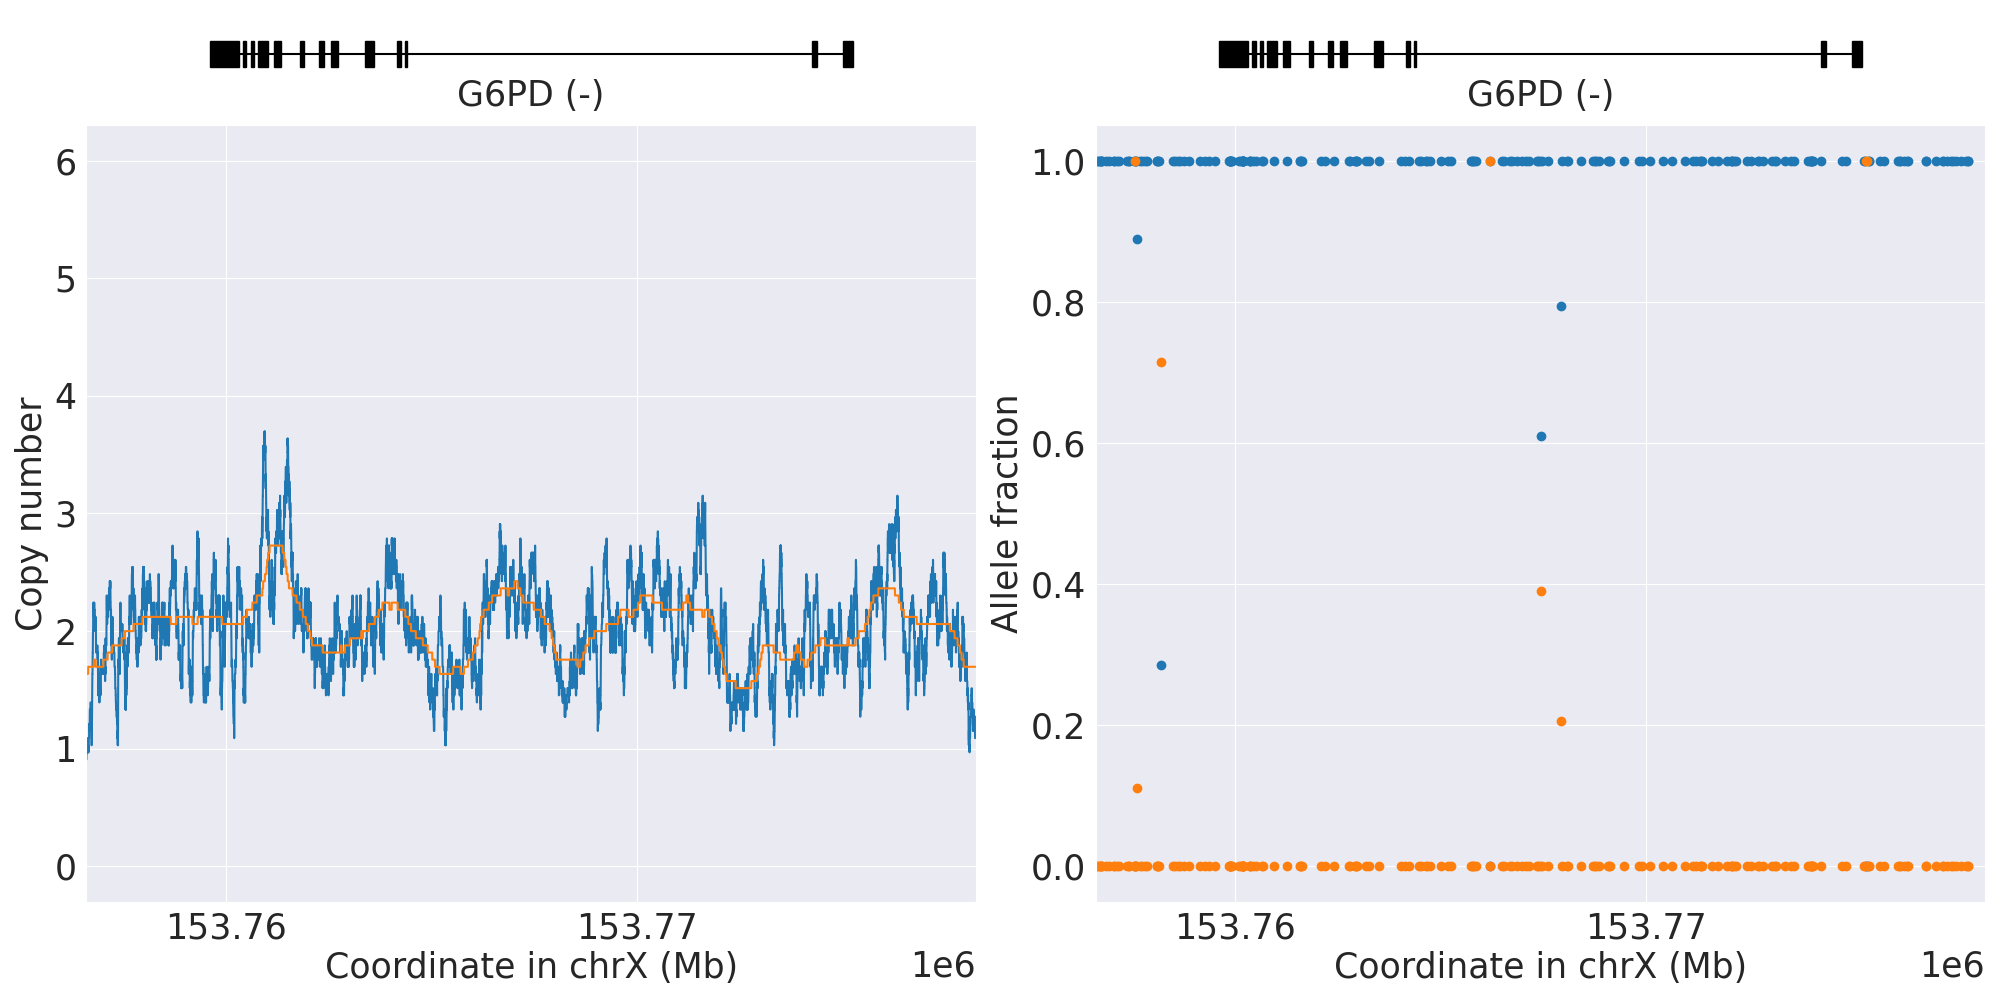 G6PD (-)
6
5
4
3
2
1
0
Copy number
153.76
153.77
Coordinate in chrX (Mb)
1e6
G6PD (-)
1.0
0.8
0.6
0.4
0.2
0.0
Allele fraction
153.76
153.77
Coordinate in chrX (Mb)
1e6